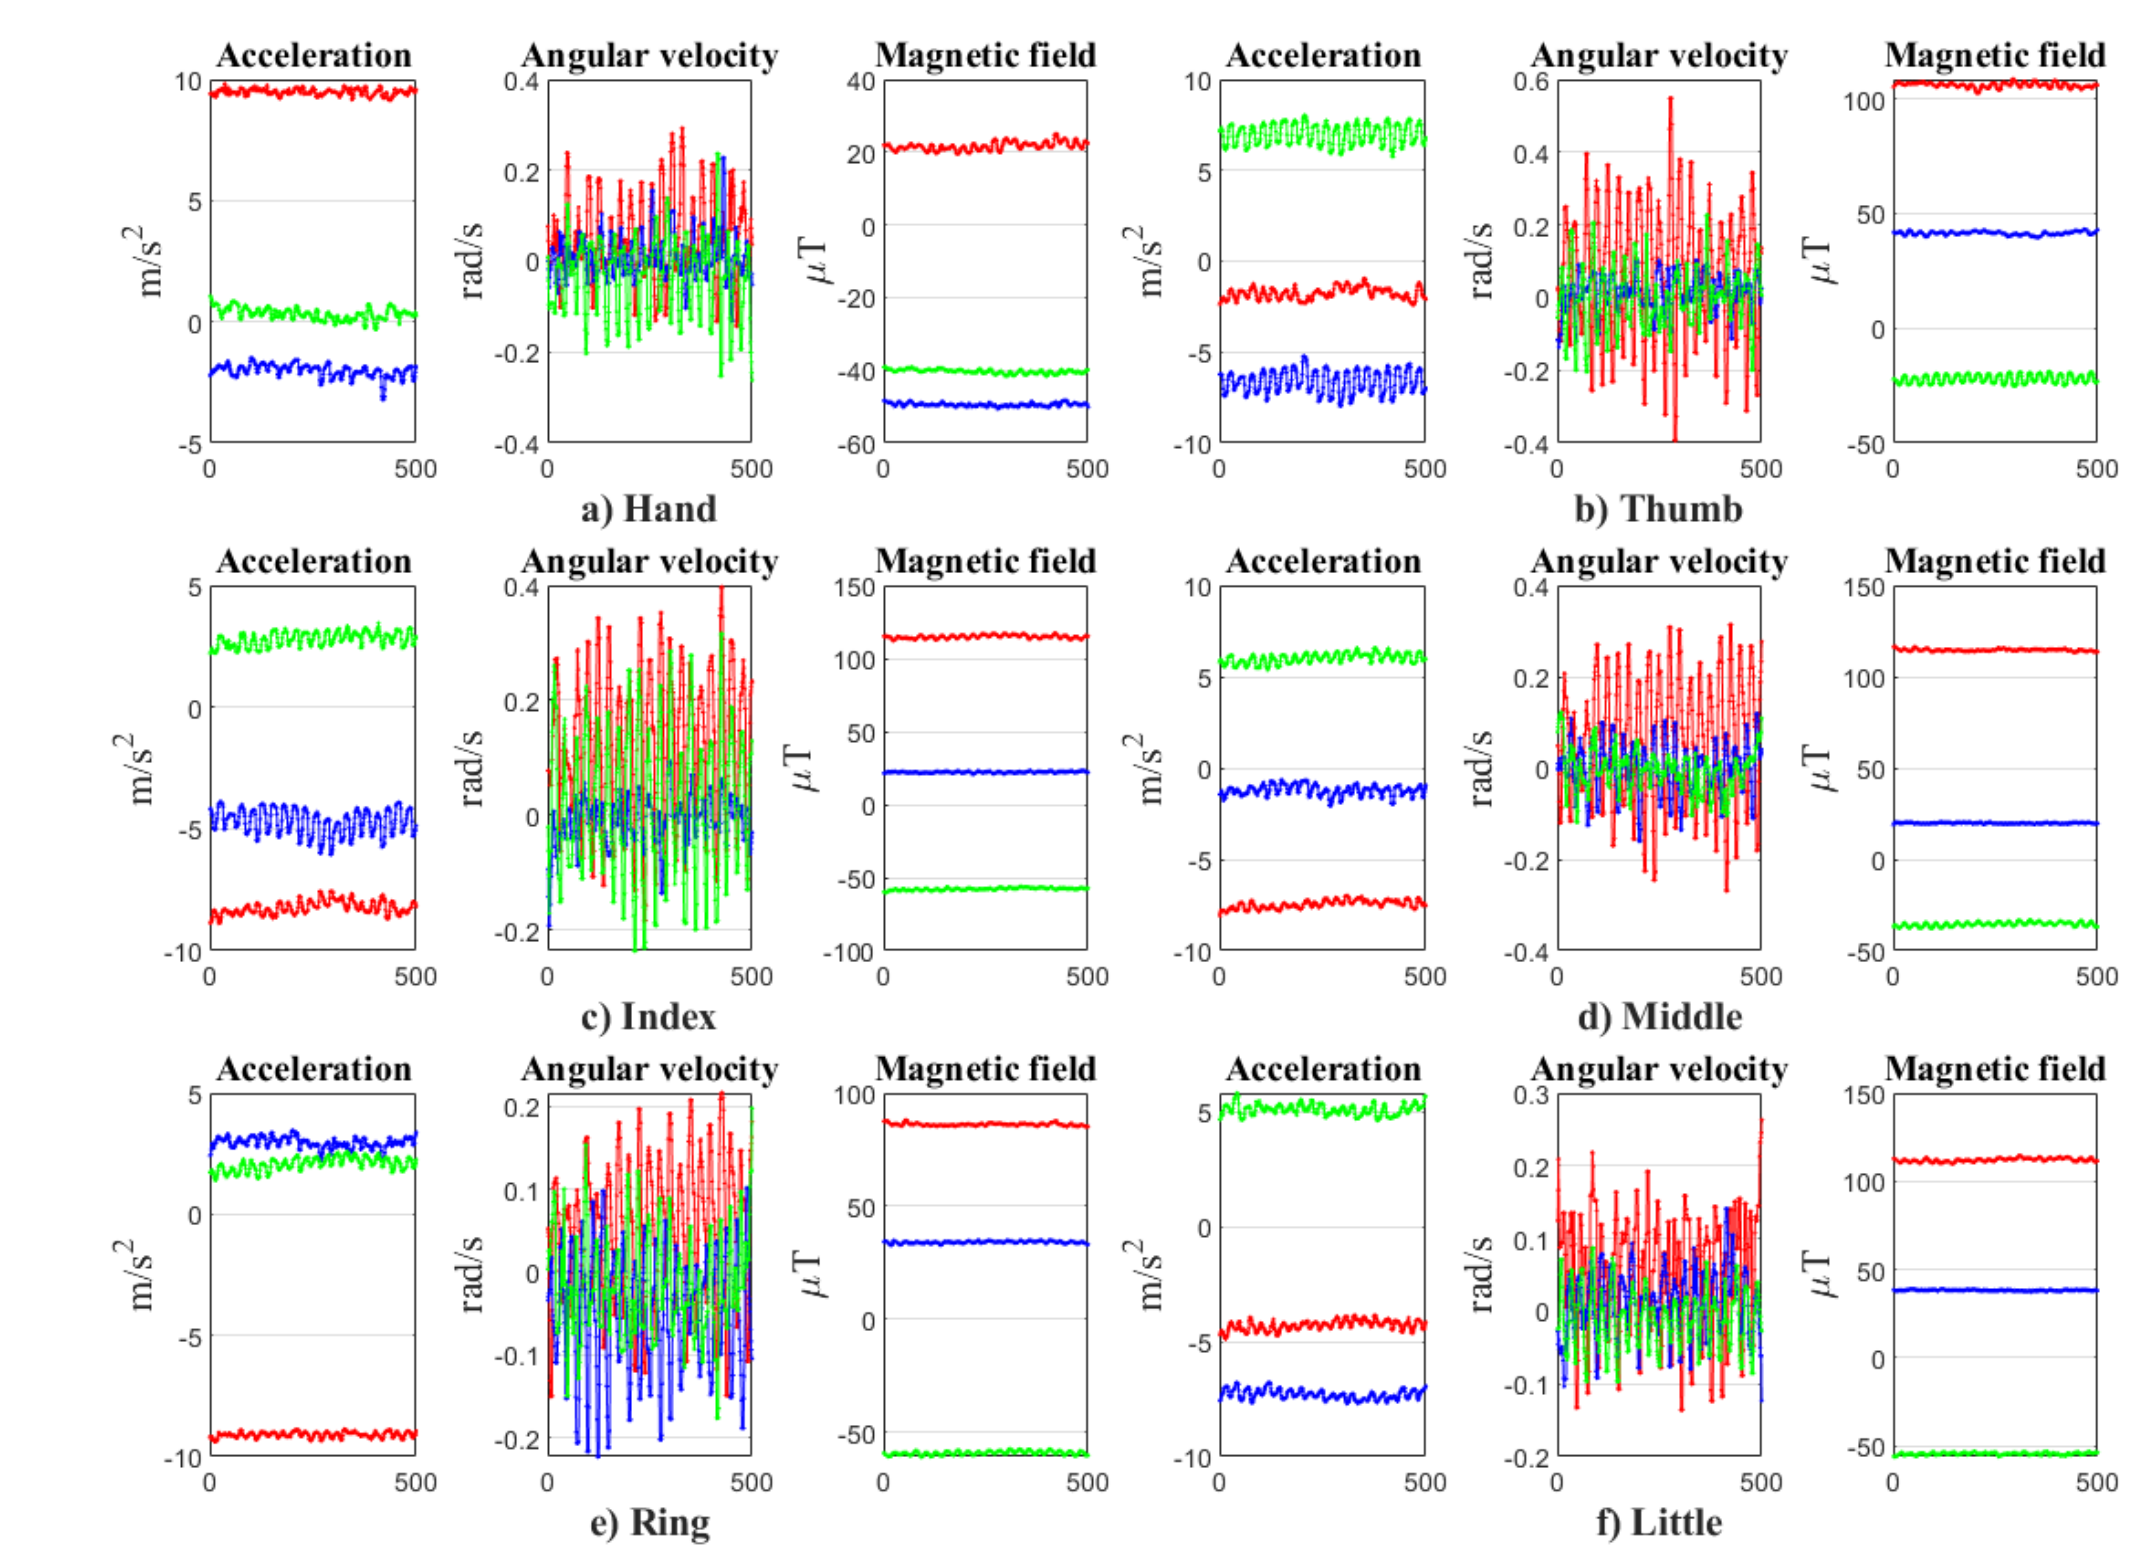 Acceleration Angular velocity Magnetic field Acceleration Angular velocity Magnetic field
10 5 0 -5
m/s2
0 500
0.4 0.2 0 -0.2 -0.4
rad/s
0 500
40 20 0 -20 -40 -60
μT
0 500
a) Hand
10 5 0 -5 -10
m/s2
0 500
0.6 0.4 0.2 0 -0.2 -0.4
rad/s
0 500
100 50 0 -50
μT
0 500
b) Thumb
Acceleration Angular velocity Magnetic field Acceleration Angular velocity Magnetic field
5 0 -5 -10
m/s2
0 500
0.4 0.2 0 -0.2
rad/s
0 500
150 100 50 0 -50 -100
μT
0 500
c) Index
10 5 0 -5 -10
m/s2
0 500
0.4 0.2 0 -0.2 -0.4
rad/s
0 500
150 100 50 0 -50
μT
0 500
d) Middle
Acceleration Angular velocity Magnetic field Acceleration Angular velocity Magnetic field
5 0 -5 -10
m/s2
0 500
0.2 0.1 0 -0.1 -0.2
rad/s
0 500
100 50 0 -50
μT
0 500
e) Ring
5 0 -5 -10
m/s2
0 500
0.3 0.2 0.1 0 -0.1 -0.2
rad/s
0 500
150 100 50 0 -50
μT
0 500
f) Little